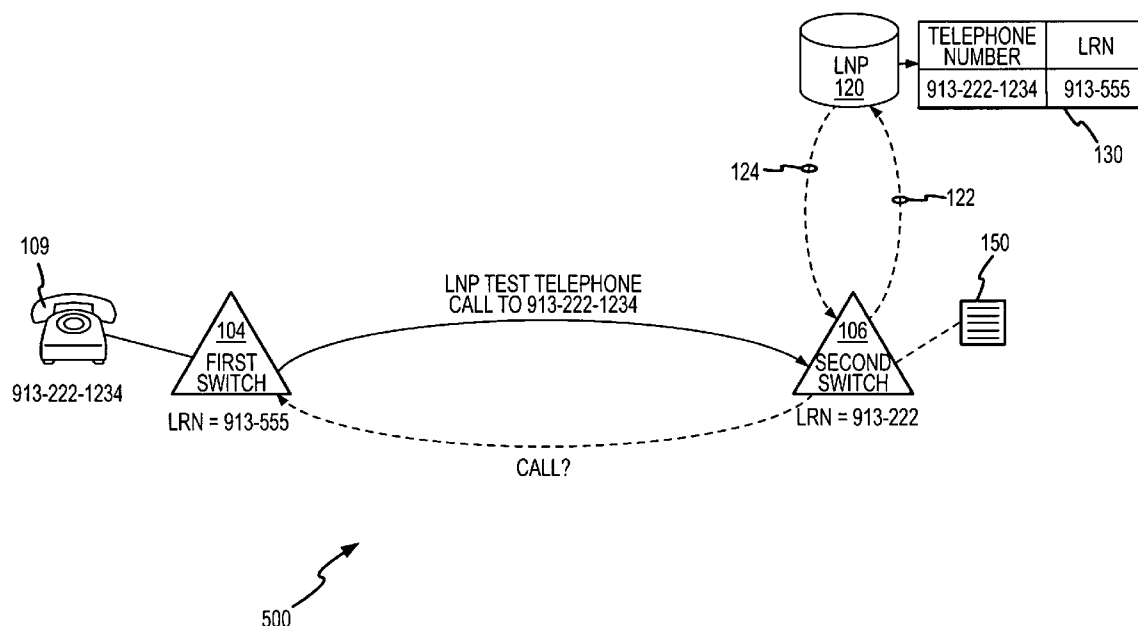 TELEPHONE NUMBER LRN
913-222-1234 913-555
LNP
120
130
124
122
109
150
LNP TEST TELEPHONE
CALL TO 913-222-1234
104
FIRST
SWITCH
106
SECOND
SWITCH
913-222-1234
LRN = 913-555
LRN = 913-222
CALL?
500